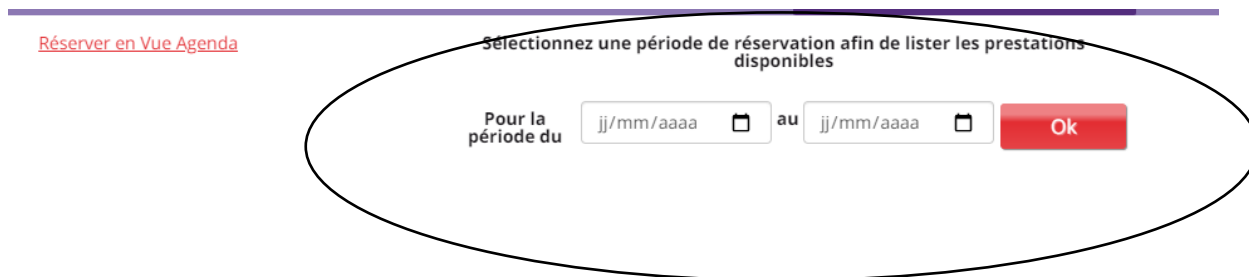 Réserver en Vue Agenda
Sélectionnez une période de réservation afin de lister les prestations
disponibles
Pour la
période du
jj/mm/aaaa
au
jj/mm/aaaa
Ok